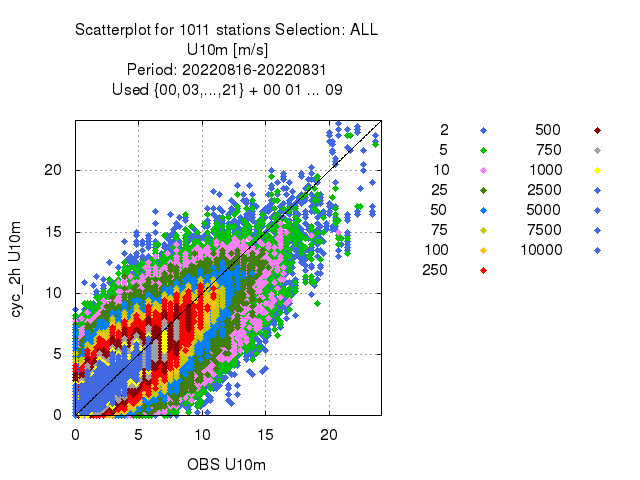 Scatterplot for 1011 stations Selection: ALL
U10m [m/s]
Period: 20220816-20220831
Used {00,03,...,21} + 00 01 ... 09
cyc_2h U10m
20
15
10
5
0
0 5 10 15 20
OBS U10m
2 500
5 750
10 1000
25 2500
50 5000
75 7500
100 10000
250